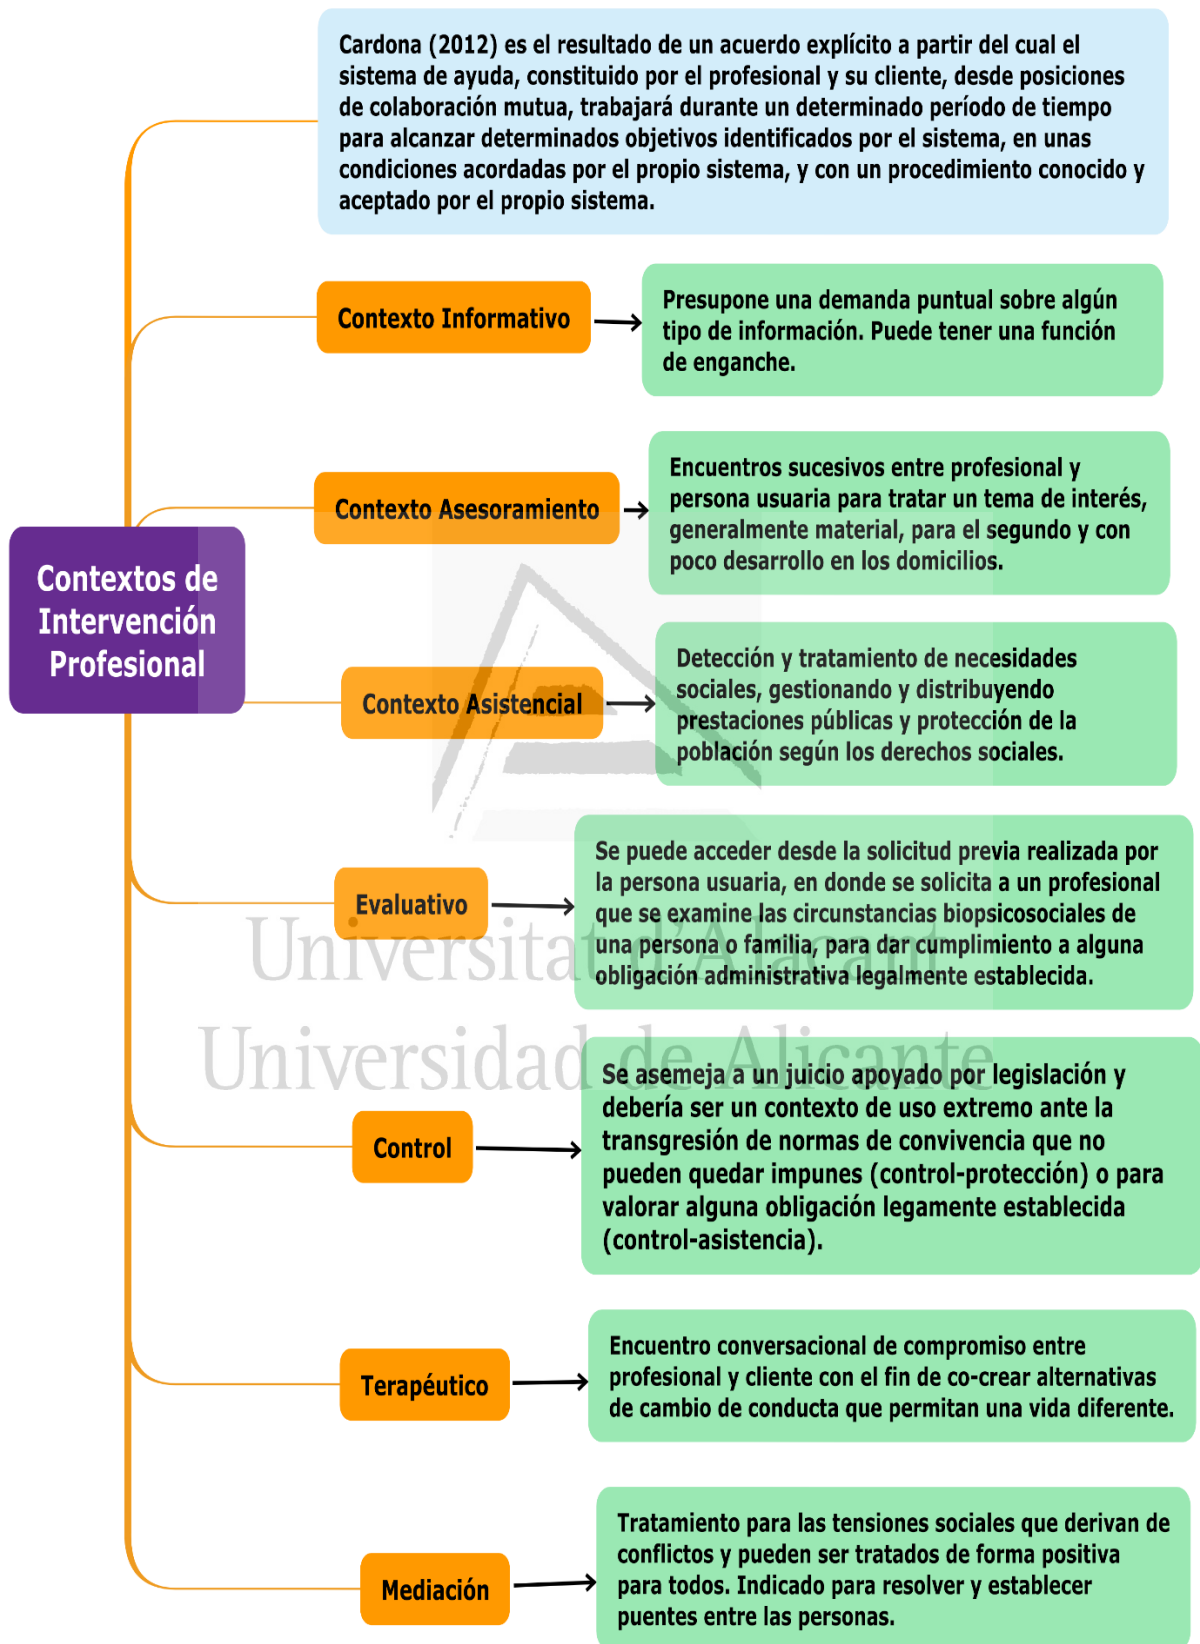 Cardona (2012) es el resultado de un acuerdo explícito a partir del cual el
sistema de ayuda, constituido por el profesional y su cliente, desde posiciones
de colaboración mutua, trabajará durante un determinado período de tiempo
para alcanzar determinados objetivos identificados por el sistema, en unas
condiciones acordadas por el propio sistema, y con un procedimiento conocido y
aceptado por el propio sistema.
Contexto Informativo
Presupone una demanda puntual sobre algún
tipo de información. Puede tener una función
de enganche.
Contexto Asesoramiento
Encuentros sucesivos entre profesional y
persona usuaria para tratar un tema de interés,
generalmente material, para el segundo y con
poco desarrollo en los domicilios.
Contextos de
Intervención
Profesional
Contexto Asistencial
Detección y tratamiento de necesidades
sociales, gestionando y distribuyendo
prestaciones públicas y protección de la
población según los derechos sociales.
Evaluativo
Se puede acceder desde la solicitud previa realizada por
la persona usuaria, en donde se solicita a un profesional
que se examine las circunstancias biopsicosociales de
una persona o familia, para dar cumplimiento a alguna
obligación administrativa legalmente establecida.
Universitat d'Alacant
Universidad de Alicante
Control
Se asemeja a un juicio apoyado por legislación y
debería ser un contexto de uso extremo ante la
transgresión de normas de convivencia que no
pueden quedar impunes (control-protección) o para
valorar alguna obligación legamente establecida
(control-asistencia).
Terapéutico
Encuentro conversacional de compromiso entre
profesional y cliente con el fin de co-crear alternativas
de cambio de conducta que permitan una vida diferente.
Mediación
Tratamiento para las tensiones sociales que derivan de
conflictos y pueden ser tratados de forma positiva
para todos. Indicado para resolver y establecer
puentes entre las personas.